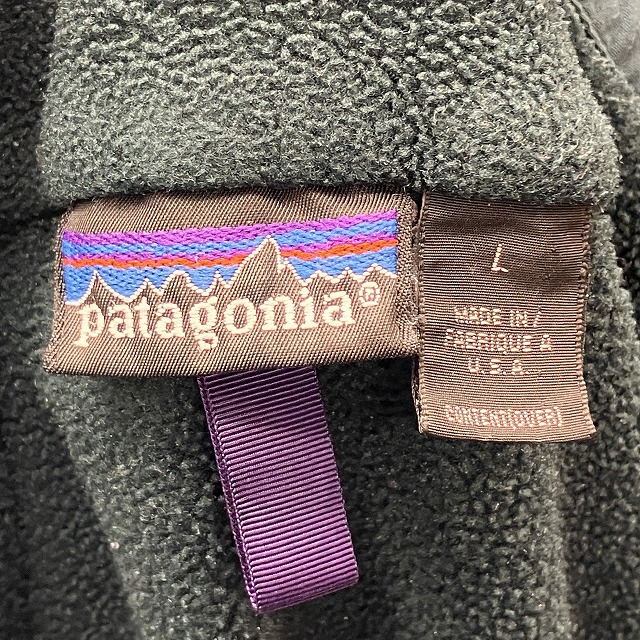 patagonia®
L
MADE IN/
FABRIQUE A
U.S.A.
CONTENT(OVER)